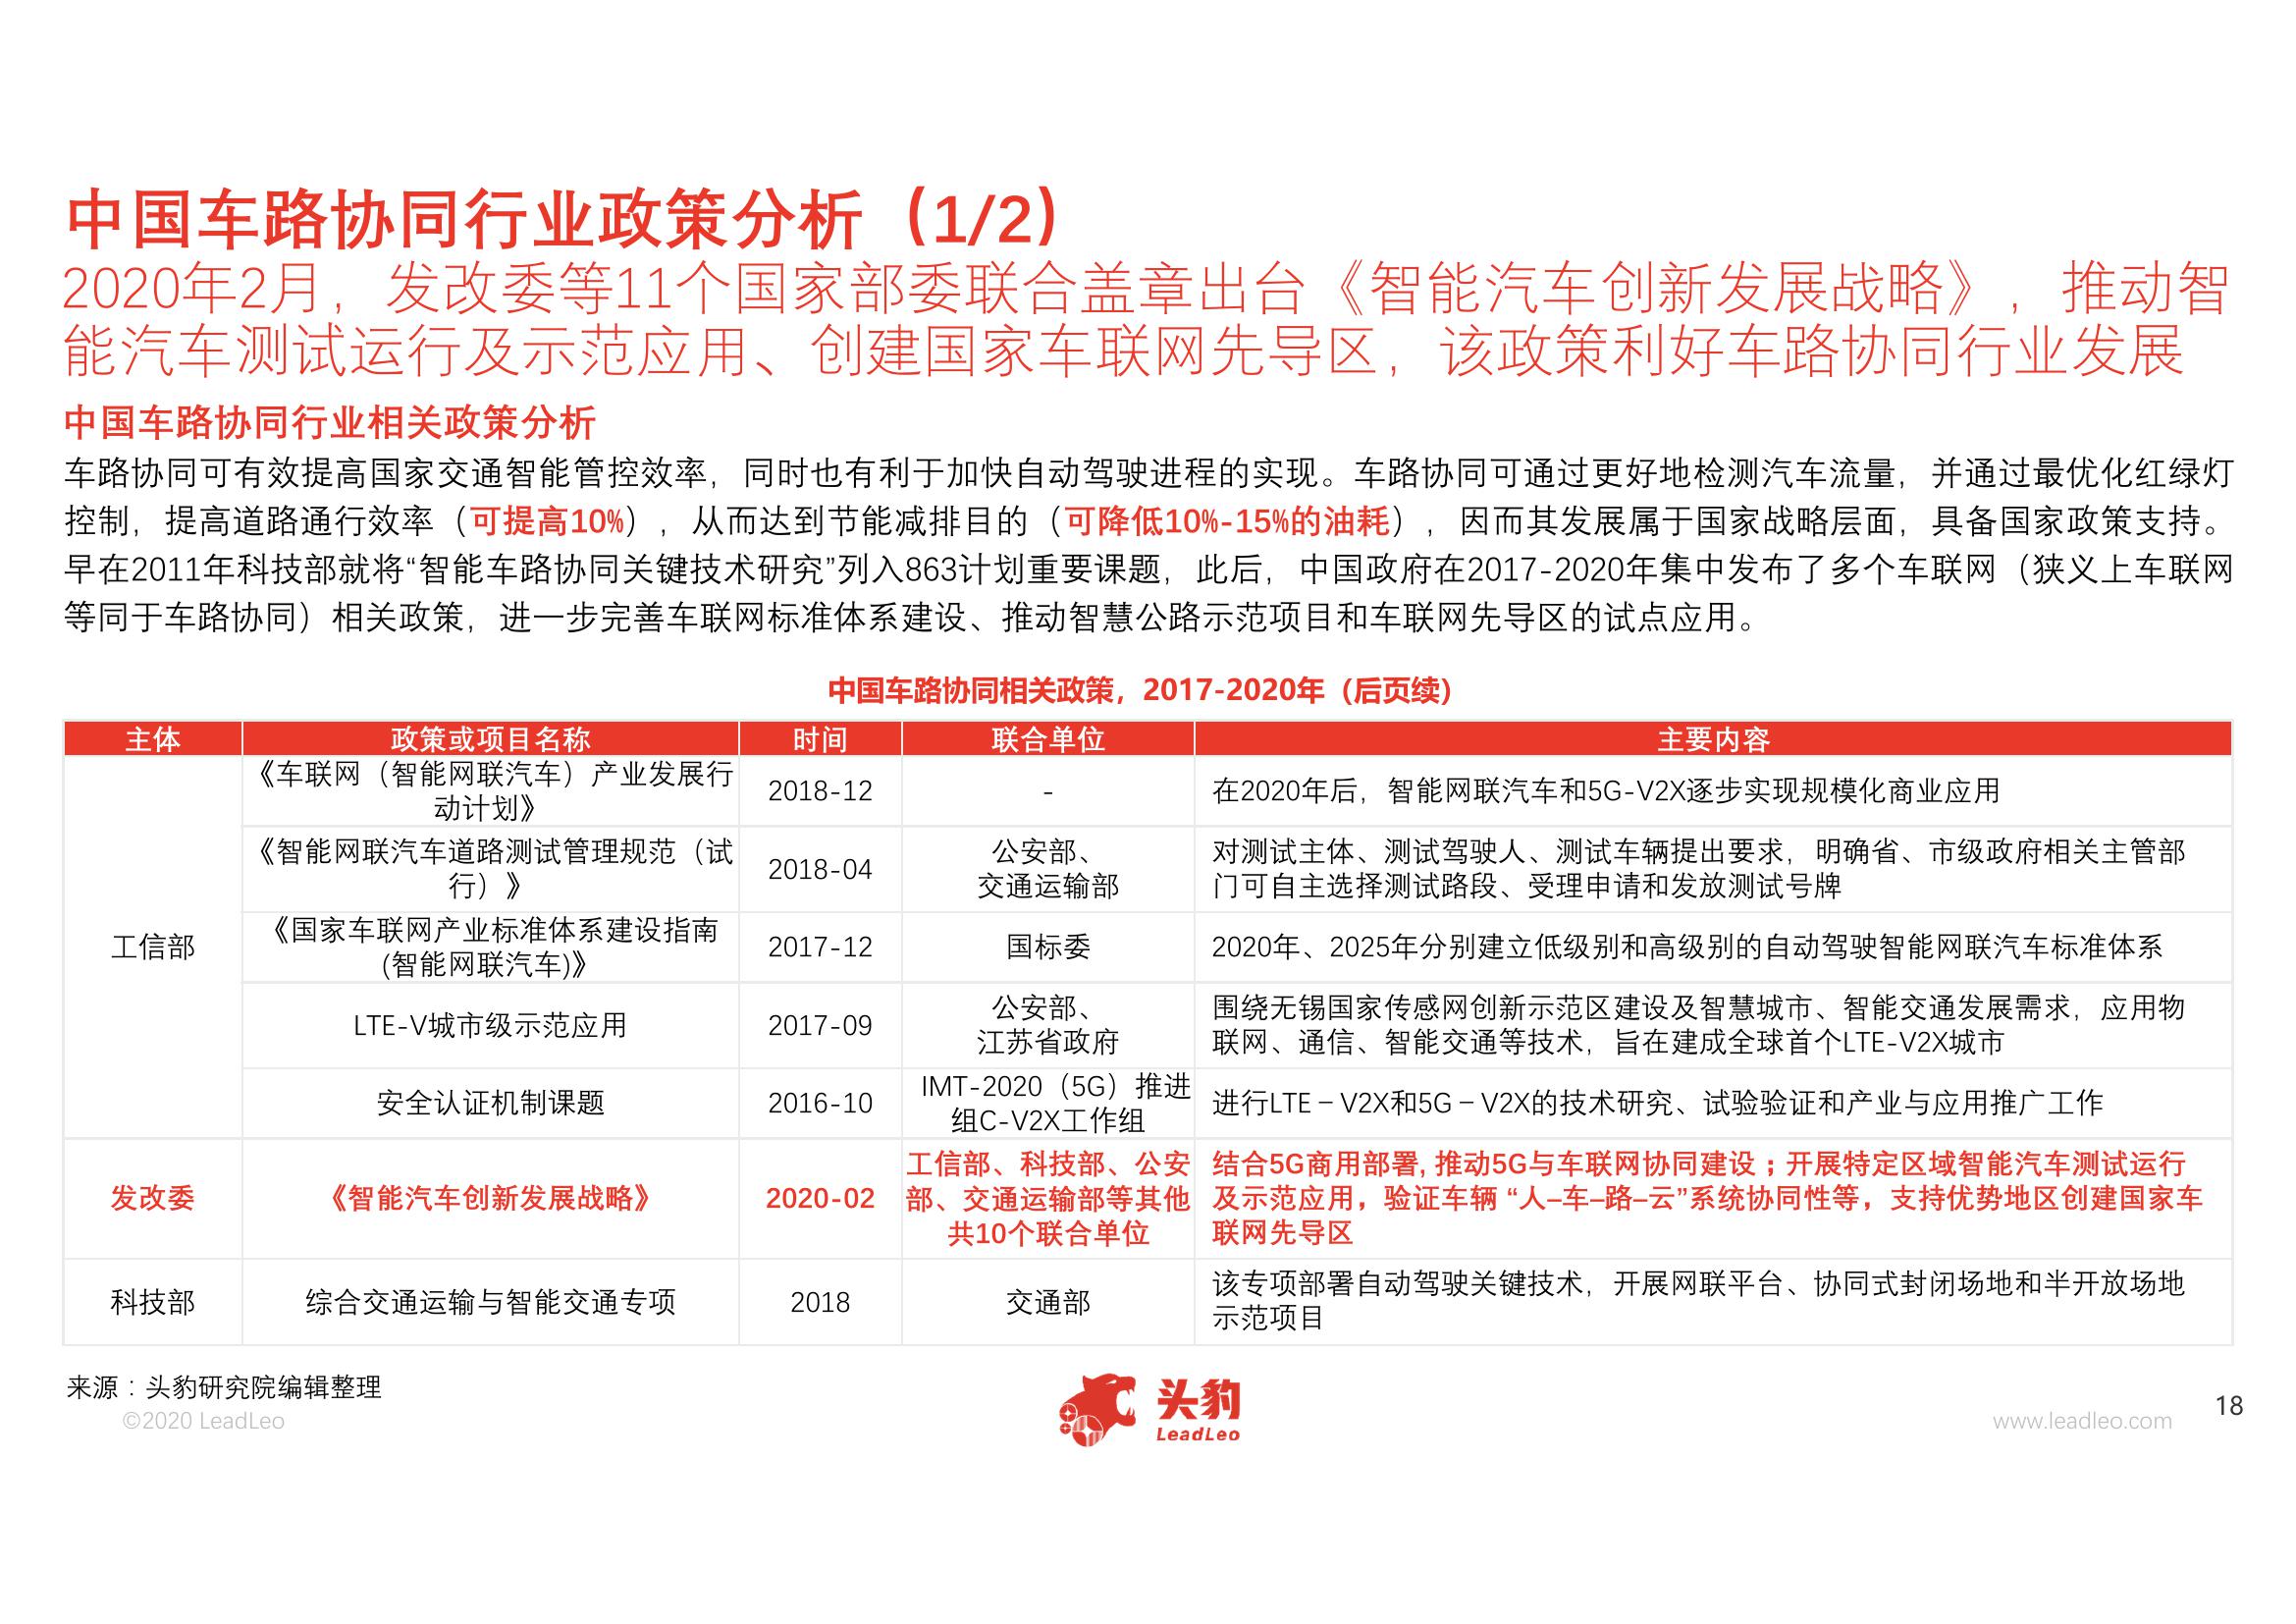 中国车路协同行业政策分析（1/2）
2020年2月，发改委等11个国家部委联合盖章出台《智能汽车创新发展战略》，推动智
能汽车测试运行及示范应用、创建国家车联网先导区，该政策利好车路协同行业发展
中国车路协同行业相关政策分析
车路协同可有效提高国家交通智能管控效率，同时也有利于加快自动驾驶进程的实现。车路协同可通过更好地检测汽车流量，并通过最优化红绿灯
控制，提高道路通行效率（可提高10%），从而达到节能减排目的（可降低10%-15%的油耗），因而其发展属于国家战略层面，具备国家政策支持。
早在2011年科技部就将“智能车路协同关键技术研究”列入863计划重要课题，此后，中国政府在2017-2020年集中发布了多个车联网（狭义上车联网
等同于车路协同）相关政策，进一步完善车联网标准体系建设、推动智慧公路示范项目和车联网先导区的试点应用。
中国车路协同相关政策，2017-2020年（后页续）
主体 政策或项目名称 时间 联合单位 主要内容
工信部
《车联网（智能网联汽车）产业发展行
动计划》
2018-12
-
在2020年后，智能网联汽车和5G-V2X逐步实现规模化商业应用
《智能网联汽车道路测试管理规范（试
行）》
2018-04
公安部、
交通运输部
对测试主体、测试驾驶人、测试车辆提出要求，明确省、市级政府相关主管部
门可自主选择测试路段、受理申请和发放测试号牌
《国家车联网产业标准体系建设指南
(智能网联汽车)》
2017-12
国标委
2020年、2025年分别建立低级别和高级别的自动驾驶智能网联汽车标准体系
LTE-V城市级示范应用
2017-09
公安部、
江苏省政府
围绕无锡国家传感网创新示范区建设及智慧城市、智能交通发展需求，应用物
联网、通信、智能交通等技术，旨在建成全球首个LTE-V2X城市
安全认证机制课题
2016-10
IMT-2020（5G）推进
组C-V2X工作组
进行LTE－V2X和5G－V2X的技术研究、试验验证和产业与应用推广工作
发改委
《智能汽车创新发展战略》
2020-02
工信部、科技部、公安
部、交通运输部等其他
共10个联合单位
结合5G商用部署, 推动5G与车联网协同建设；开展特定区域智能汽车测试运行
及示范应用，验证车辆 “人–车–路–云”系统协同性等，支持优势地区创建国家车
联网先导区
科技部
综合交通运输与智能交通专项
2018
交通部
该专项部署自动驾驶关键技术，开展网联平台、协同式封闭场地和半开放场地
示范项目
来源：头豹研究院编辑整理
©2020 LeadLeo
头豹
LeadLeo
www.leadleo.com
18